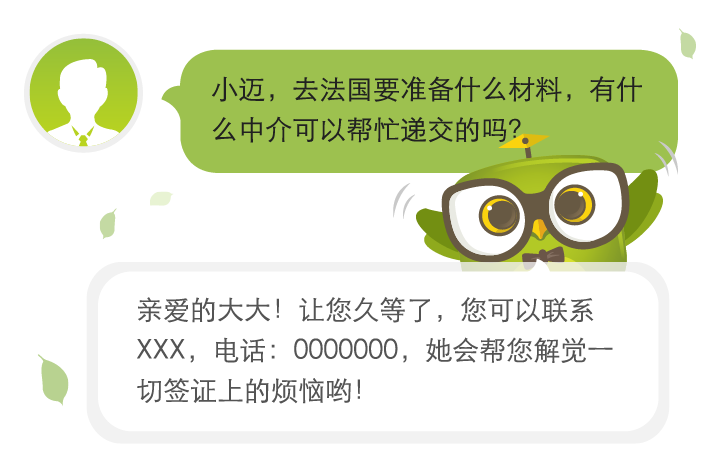 小迈，去法国要准备什么材料，有什
么中介可以帮忙递交的吗？
亲爱的大大！让您久等了，您可以联系
XXX，电话：0000000，她会帮您解觉一
切签证上的烦恼哟！